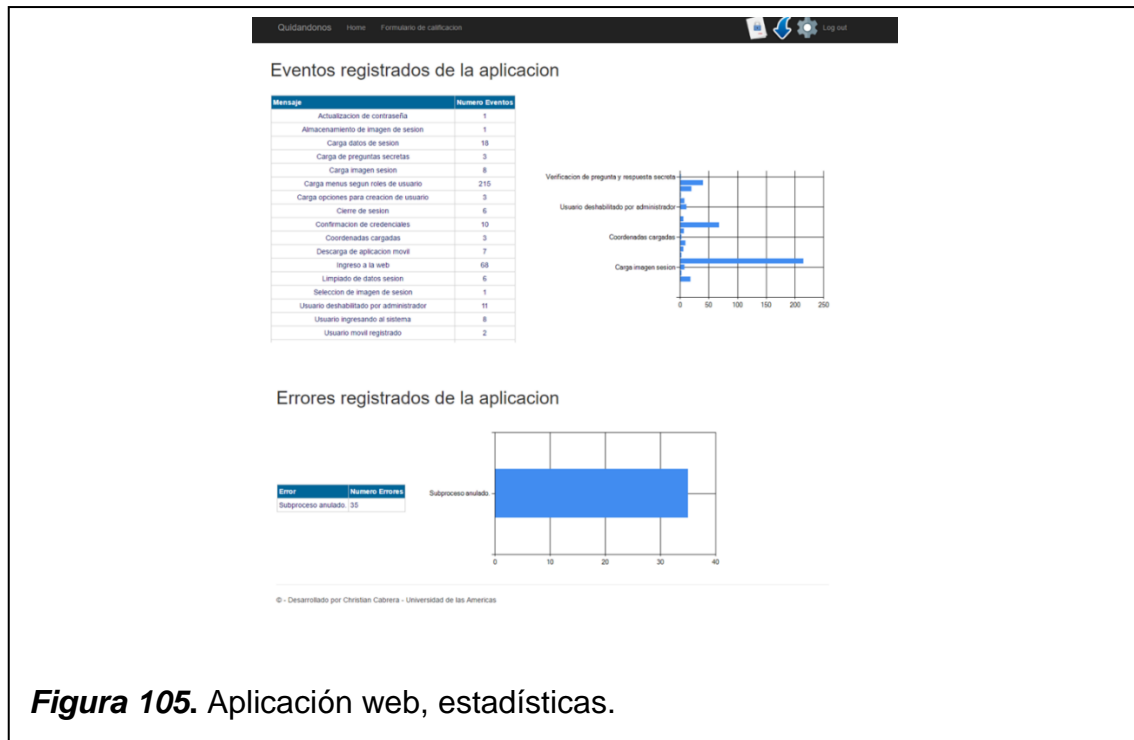 Quidandonos Home Formulario de calificacion Log out
Eventos registrados de la aplicacion
Mensaje Numero Eventos
Actualizacion de contraseña 1
Almacenamiento de imagen de sesion 1
Carga datos de sesion 18
Carga de preguntas secretas 3
Carga imagen sesion 8
Carga menus segun roles de usuario 215
Carga opciones para creacion de usuario 3
Cierre de sesion 6
Confirmacion de credenciales 10
Coordenadas cargadas 3
Descarga de aplicacion movil 7
Ingreso a la web 68
Limpiado de datos sesion 6
Seleccion de imagen de sesion 1
Usuario deshabilitado por administrador 11
Usuario ingresando al sistema 8
Usuario movil registrado 2
Verificacion de pregunta y respuesta secreta
Usuario deshabilitado por administrador
Coordenadas cargadas
Carga imagen sesion
0 50 100 150 200 250
Errores registrados de la aplicacion
Error Numero Errores
Subproceso anulado. 35
Subproceso anulado.
0 10 20 30 40
© - Desarrollado por Christian Cabrera - Universidad de las Americas
Figura 105. Aplicación web, estadísticas.